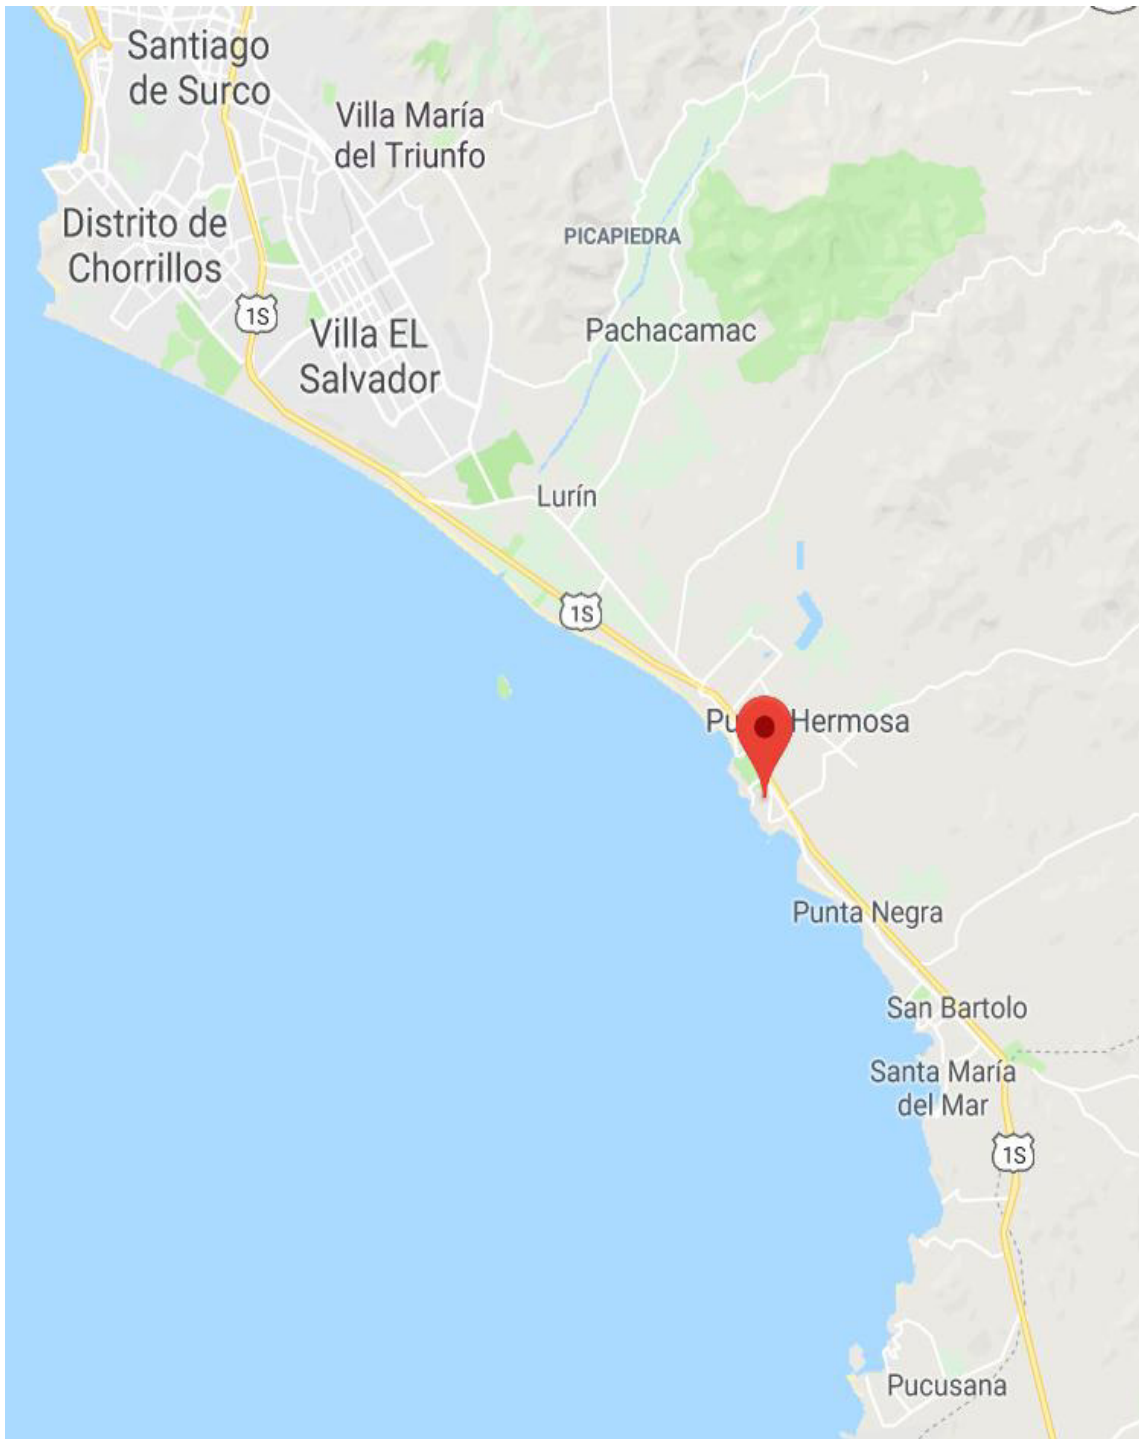 Santiago
de Surco
Villa María
del Triunfo
Distrito de
Chorrillos
PICAPIEDRA
1S
Villa EL
Salvador
Pachacamac
Lurín
1S
Pu Hermosa
Punta Negra
San Bartolo
Santa María
del Mar
1S
Pucusana